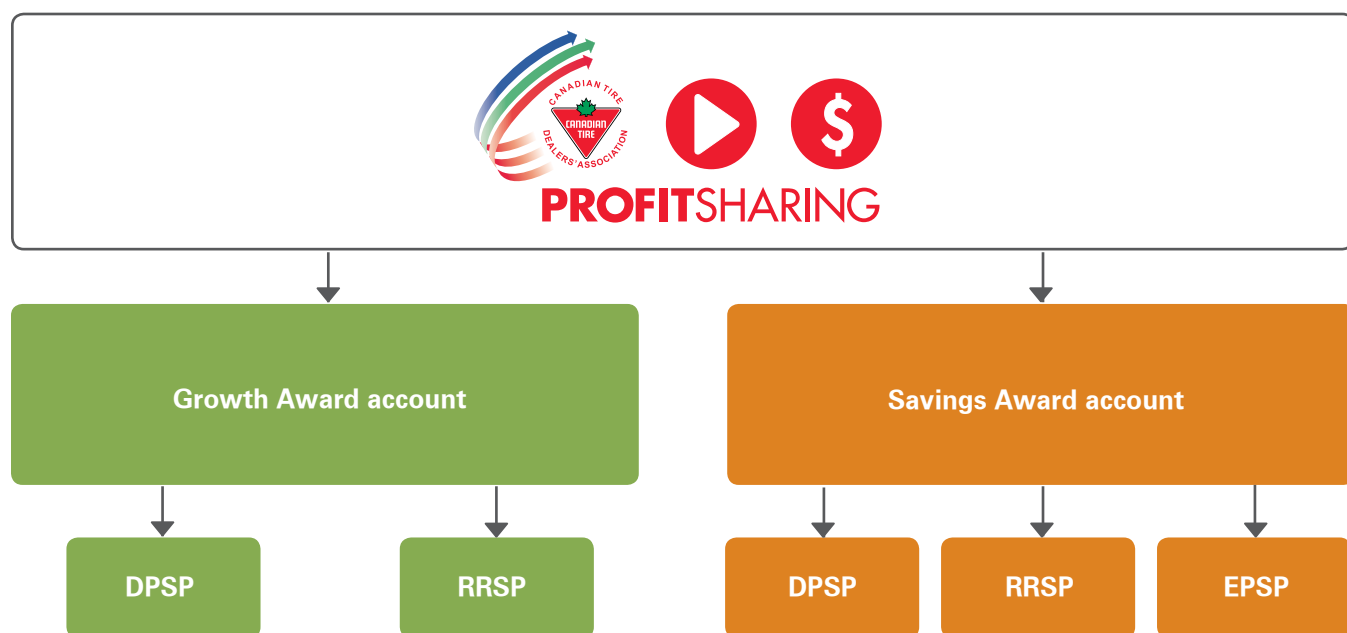 CANADIAN TIRE
CANADIAN
TIRE
DEALERS' ASSOCIATION
$
PROFITSHARING
Growth Award account
Savings Award account
DPSP
RRSP
DPSP
RRSP
EPSP